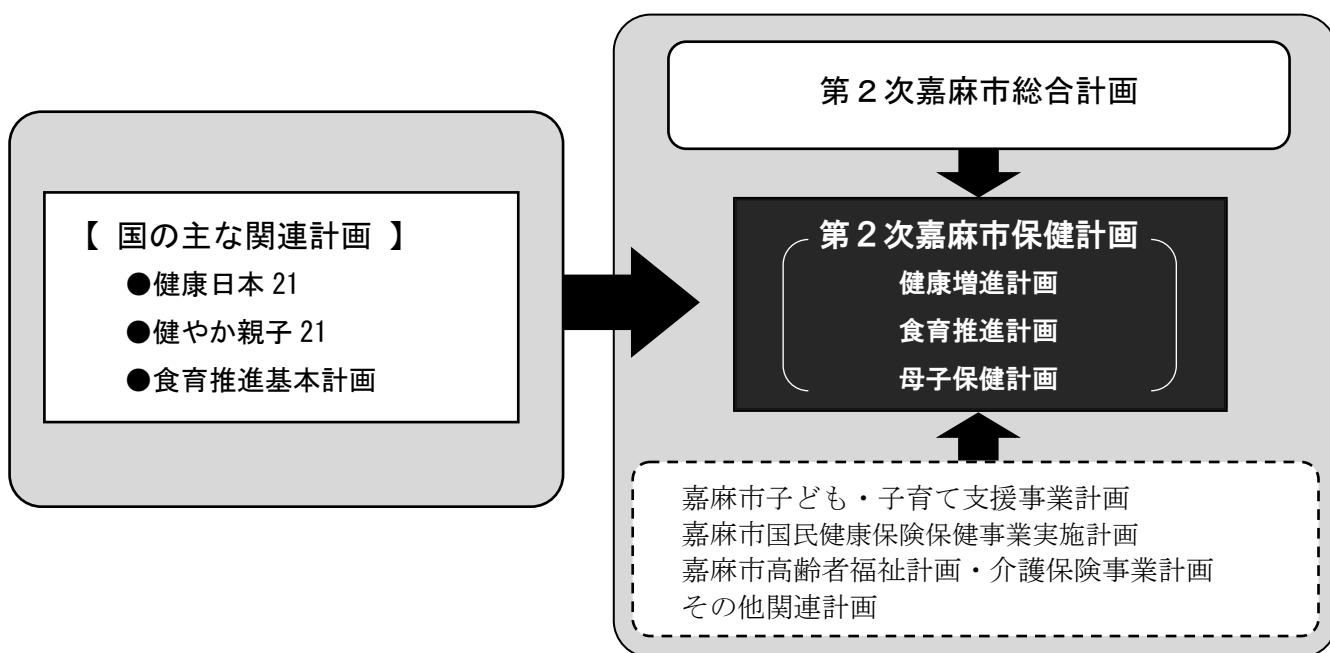 第２次嘉麻市総合計画
【 国の主な関連計画 】
●健康日本 21
●健やか親子 21
●食育推進基本計画
第２次嘉麻市保健計画
健康増進計画
食育推進計画
母子保健計画
嘉麻市子ども・子育て支援事業計画
嘉麻市国民健康保険保健事業実施計画
嘉麻市高齢者福祉計画・介護保険事業計画
その他関連計画